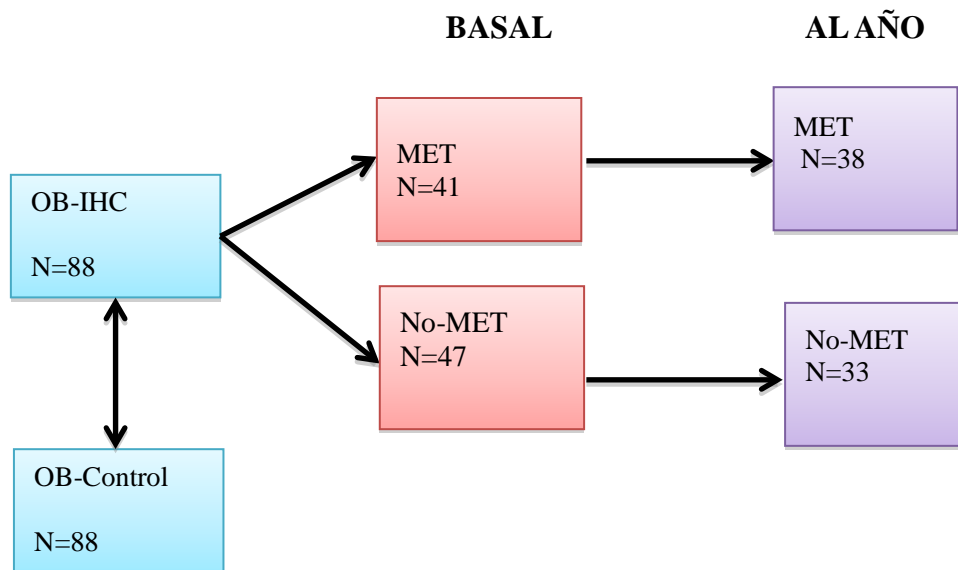 BASAL
AL AÑO
OB-IHC
N=88
OB-Control
N=88
MET
N=41
No-MET
N=47
MET
N=38
No-MET
N=33